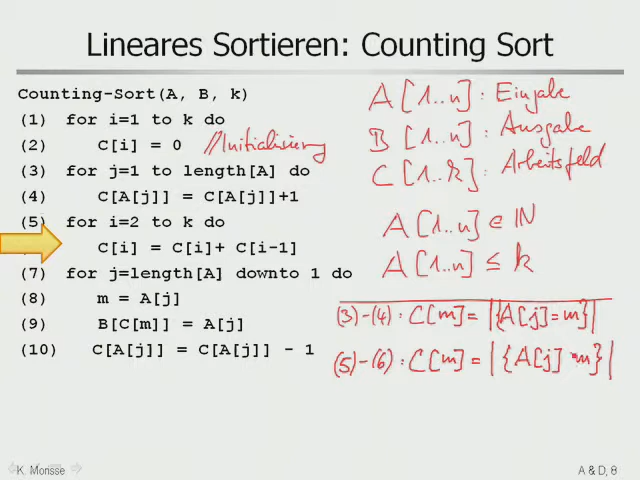 Lineares Sortieren: Counting Sort
Counting-Sort(A, B, k)
(1) for i=1 to k do
(2) C[i] = 0 //Initialisierung
(3) for j=1 to length[A] do
(4) C[A[j]] = C[A[j]]+1
(5) for i=2 to k do
C[i] = C[i]+ C[i-1]
(7) for j=length[A] downto 1 do
(8) m = A[j]
(9) B[C[m]] = A[j]
(10) C[A[j]] = C[A[j]] - 1
A[1..n]: Eingabe
B[1..n]: Ausgabe
C[1..k]: Arbeitsfeld
A[1..n] ∈ ℕ
A[1..n] ≤ k
(3)-(4): C[m] = |{A[j]=m}|
(5)-(6): C[m] = |{A[j] m}|
K. Morisse
A & D, 8